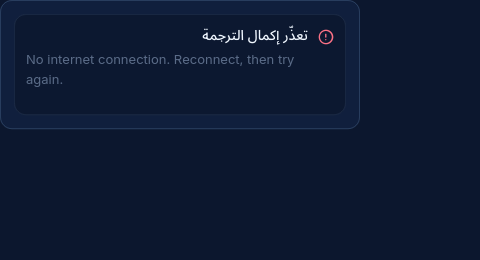 تعذّر إكمال الترجمة
No internet connection. Reconnect, then try
again.